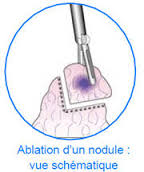 Ablation d'un nodule :
vue schématique